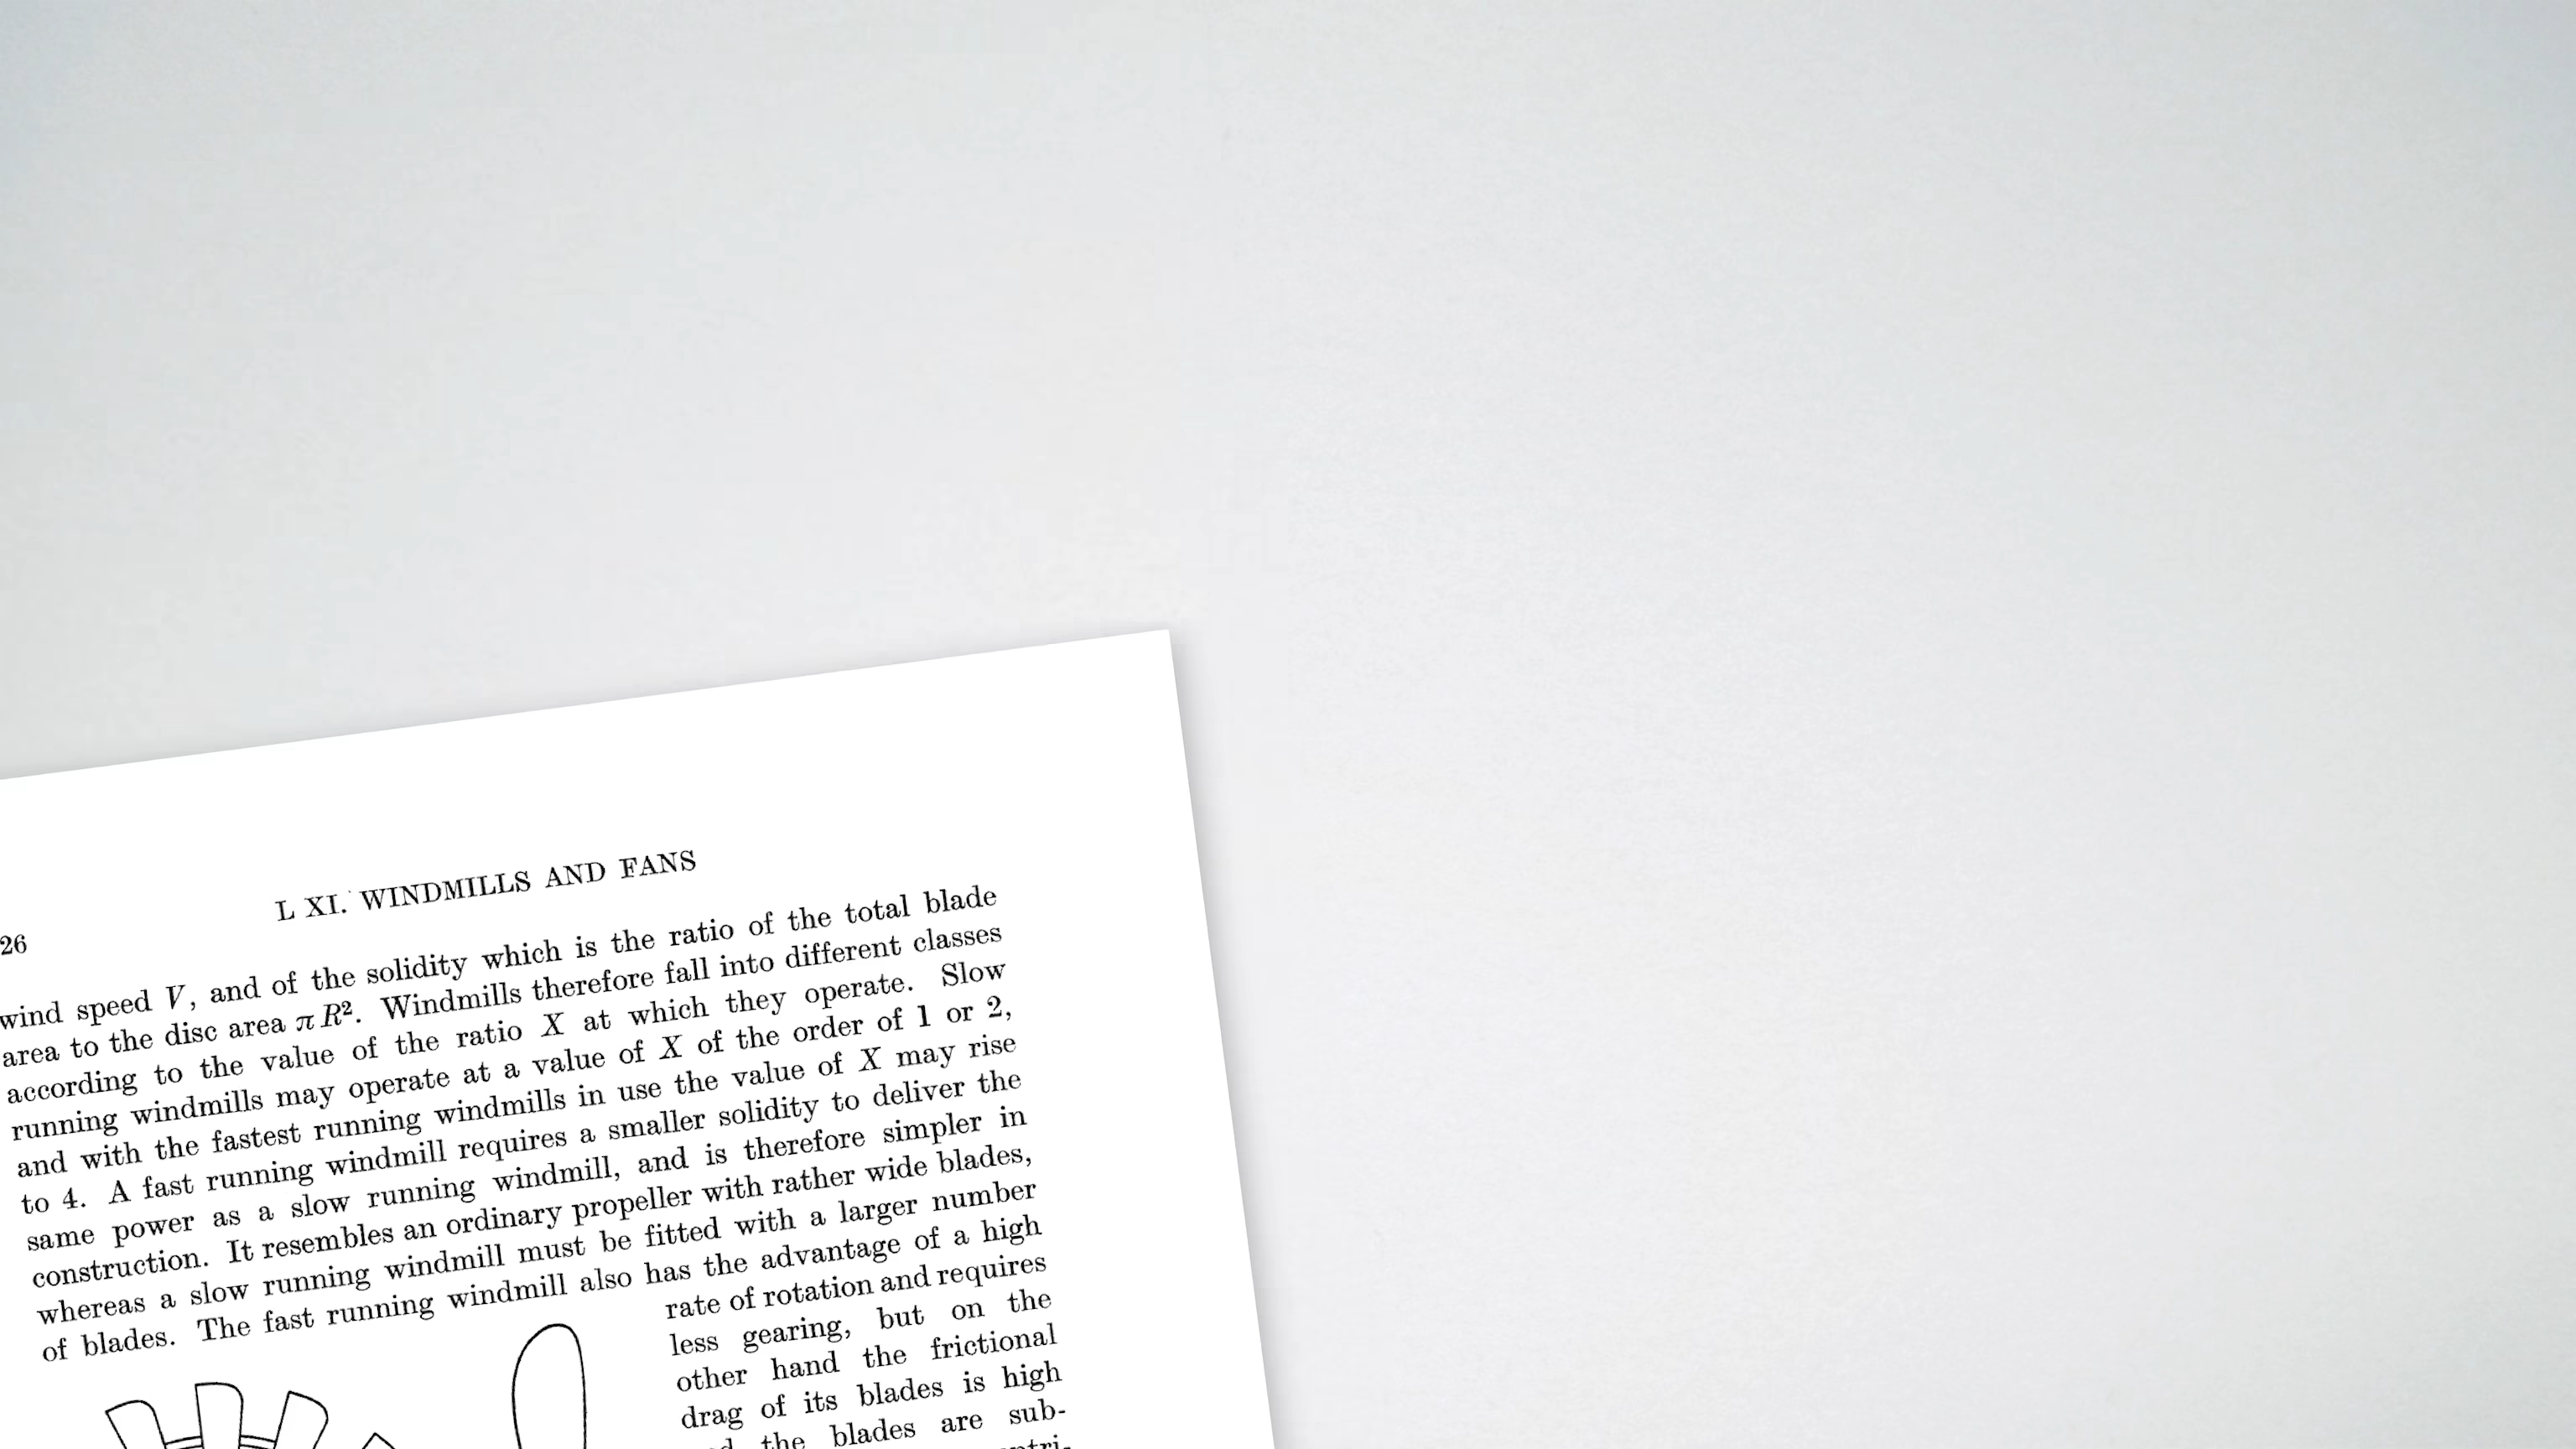 26
L XI. WINDMILLS AND FANS
wind speed V, and of the solidity which is the ratio of the total blade
area to the disc area π R². Windmills therefore fall into different classes
according to the value of the ratio X at which they operate. Slow
running windmills may operate at a value of X of the order of 1 or 2,
and with the fastest running windmills in use the value of X may rise
to 4. A fast running windmill requires a smaller solidity to deliver the
same power as a slow running windmill, and is therefore simpler in
construction. It resembles an ordinary propeller with rather wide blades,
whereas a slow running windmill must be fitted with a larger number
of blades. The fast running windmill also has the advantage of a high
rate of rotation and requires
less gearing, but on the
other hand the frictional
drag of its blades is high
the blades are sub-